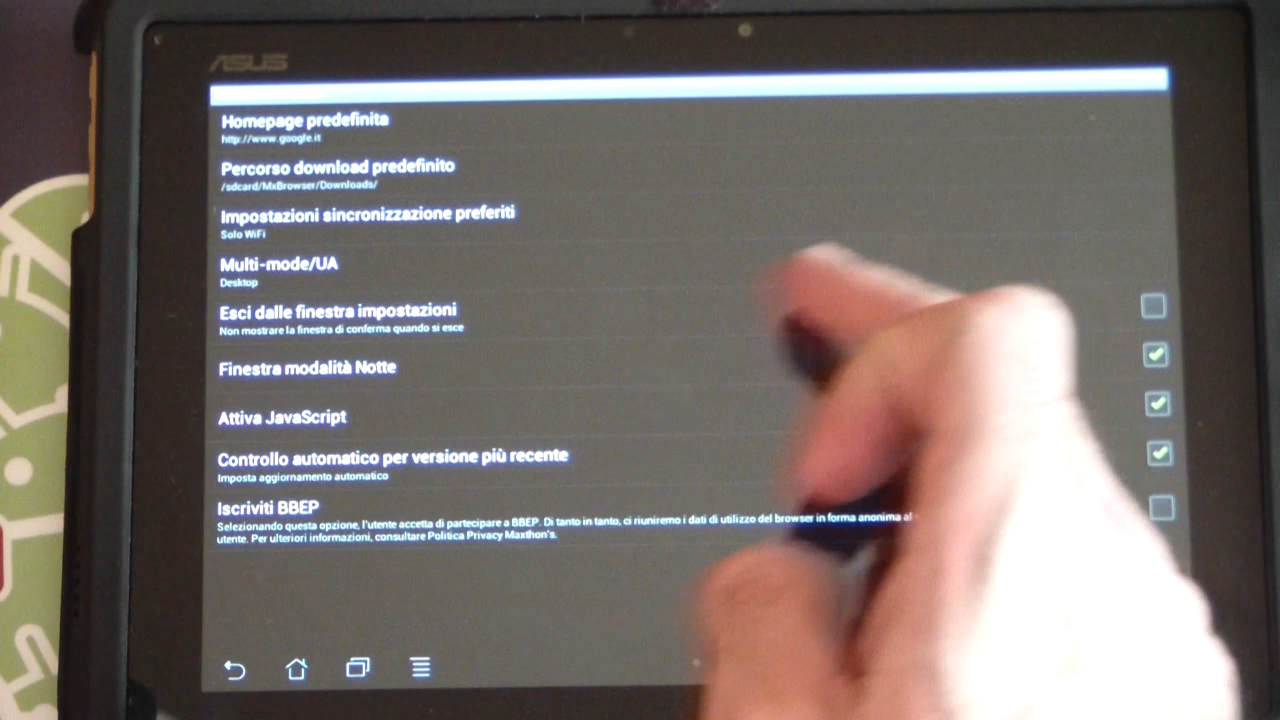 ASUS
Homepage predefinita
http://www.google.it
Percorso download predefinito
/sdcard/MxBrowser/Downloads/
Impostazioni sincronizzazione preferiti
Solo WiFi
Multi-mode/UA
Desktop
Esci dalle finestra impostazioni
Non mostrare la finestra di conferma quando si esce
Finestra modalità Notte
Attiva JavaScript
Controllo automatico per versione più recente
Imposta aggiornamento automatico
Iscriviti BBEP
Selezionando questa opzione, l'utente accetta di partecipare a BBEP. Di tanto in tanto, ci riuniremo i dati di utilizzo del browser in forma anonima al
utente. Per ulteriori informazioni, consultare Politica Privacy Maxthon's.